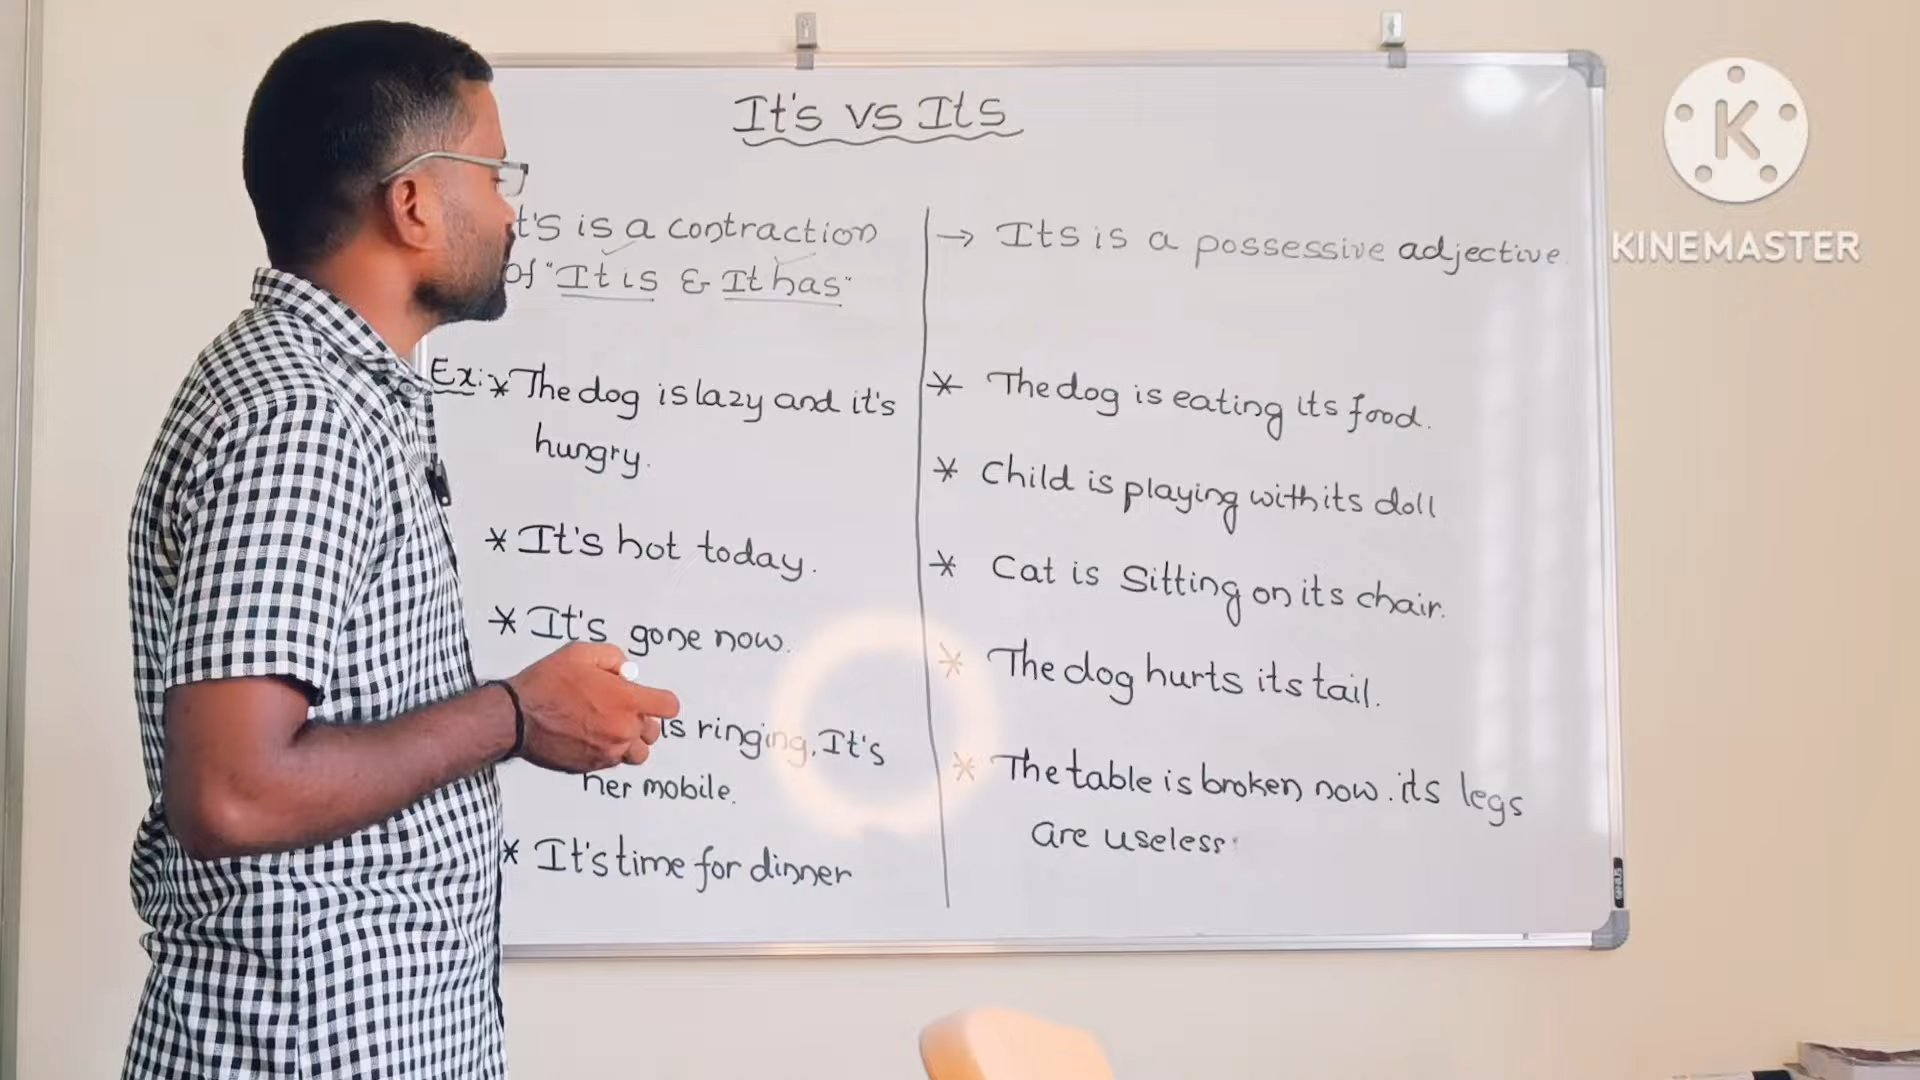 It's vs Its
t's is a contraction
of "It is & It has"
Ex: * The dog is lazy and it's
hungry.
* It's hot today.
* It's gone now.
is ringing. It's
her mobile.
* It's time for dinner
→ Its is a possessive adjective.
* The dog is eating its food.
* Child is playing with its doll
* Cat is Sitting on its chair.
* The dog hurts its tail.
* The table is broken now. its legs
are useless.
K
KINEMASTER